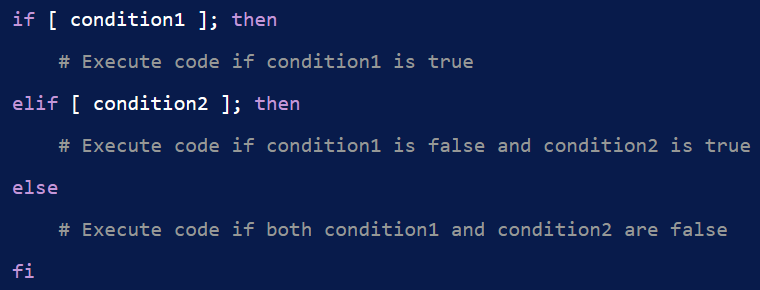 if [ condition1 ]; then
    # Execute code if condition1 is true
elif [ condition2 ]; then
    # Execute code if condition1 is false and condition2 is true
else
    # Execute code if both condition1 and condition2 are false
fi